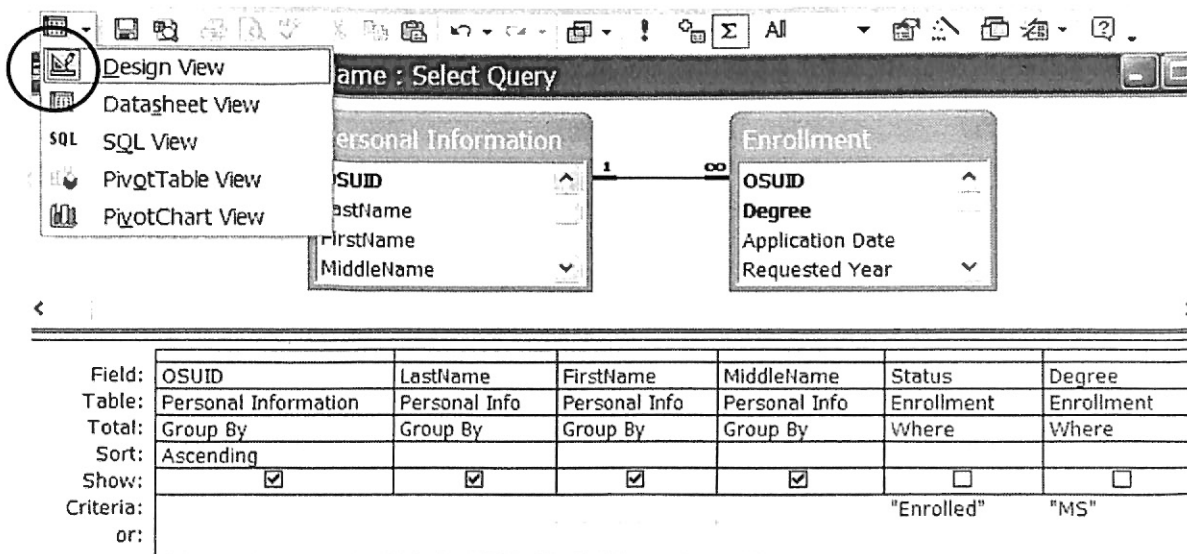 Σ All
Design View
ame : Select Query
Datasheet View
SQL SQL View
PivotTable View
PivotChart View
Personal Information
OSUID
LastName
FirstName
MiddleName
1 ∞
Enrollment
OSUID
Degree
Application Date
Requested Year
Field: OSUID LastName FirstName MiddleName Status Degree
Table: Personal Information Personal Info Personal Info Personal Info Enrollment Enrollment
Total: Group By Group By Group By Group By Where Where
Sort: Ascending
Show:
Criteria: "Enrolled" "MS"
or: